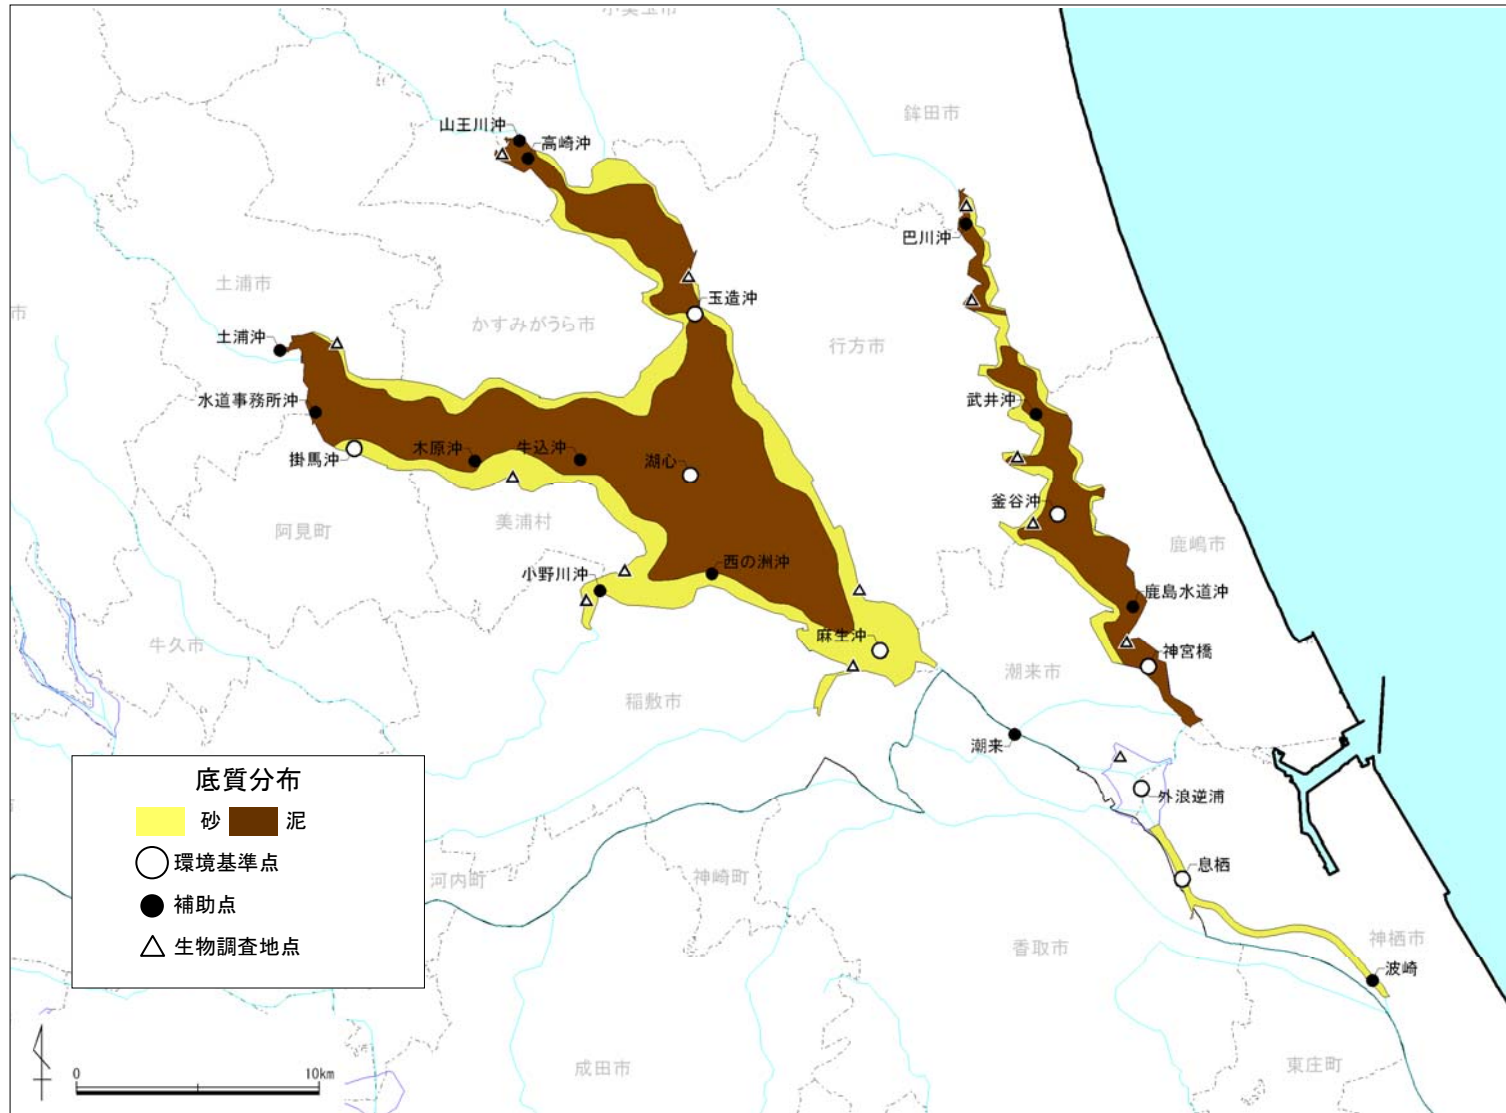 小美玉市
鉾田市
山王川沖
高崎沖
巴川沖
土浦市
市
玉造沖
かすみがうら市
土浦沖
行方市
水道事務所沖
武井沖
掛馬沖
木原沖
牛込沖
湖心
釜谷沖
阿見町
美浦村
鹿嶋市
小野川沖
西の洲沖
鹿島水道沖
牛久市
麻生沖
神宮橋
潮来市
稲敷市
潮来
外浪逆浦
底質分布
砂 泥
環境基準点
補助点
生物調査地点
息栖
河内町
神崎町
香取市
神栖市
波崎
成田市
東庄町
0 10km